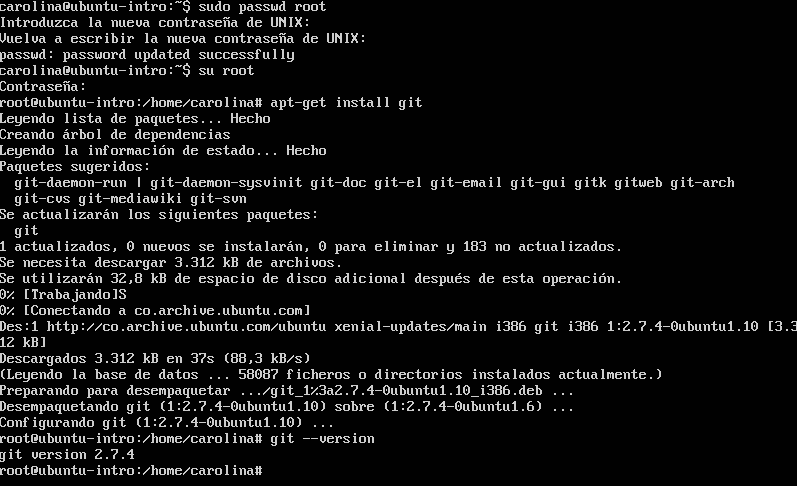 carolina@ubuntu-intro:~$ sudo passwd root
Introduzca la nueva contraseña de UNIX:
Vuelva a escribir la nueva contraseña de UNIX:
passwd: password updated successfully
carolina@ubuntu-intro:~$ su root
Contraseña:
root@ubuntu-intro:/home/carolina# apt-get install git
Leyendo lista de paquetes... Hecho
Creando árbol de dependencias
Leyendo la información de estado... Hecho
Paquetes sugeridos:
  git-daemon-run | git-daemon-sysvinit git-doc git-el git-email git-gui gitk gitweb git-arch
  git-cvs git-mediawiki git-svn
Se actualizarán los siguientes paquetes:
  git
1 actualizados, 0 nuevos se instalarán, 0 para eliminar y 183 no actualizados.
Se necesita descargar 3.312 kB de archivos.
Se utilizarán 32,8 kB de espacio de disco adicional después de esta operación.
0% [Trabajando]S
0% [Conectando a co.archive.ubuntu.com]
Des:1 http://co.archive.ubuntu.com/ubuntu xenial-updates/main i386 git i386 1:2.7.4-0ubuntu1.10 [3.3
12 kB]
Descargados 3.312 kB en 37s (88,3 kB/s)
(Leyendo la base de datos ... 58087 ficheros o directorios instalados actualmente.)
Preparando para desempaquetar .../git_1%3a2.7.4-0ubuntu1.10_i386.deb ...
Desempaquetando git (1:2.7.4-0ubuntu1.10) sobre (1:2.7.4-0ubuntu1.6) ...
Configurando git (1:2.7.4-0ubuntu1.10) ...
root@ubuntu-intro:/home/carolina# git --version
git version 2.7.4
root@ubuntu-intro:/home/carolina#